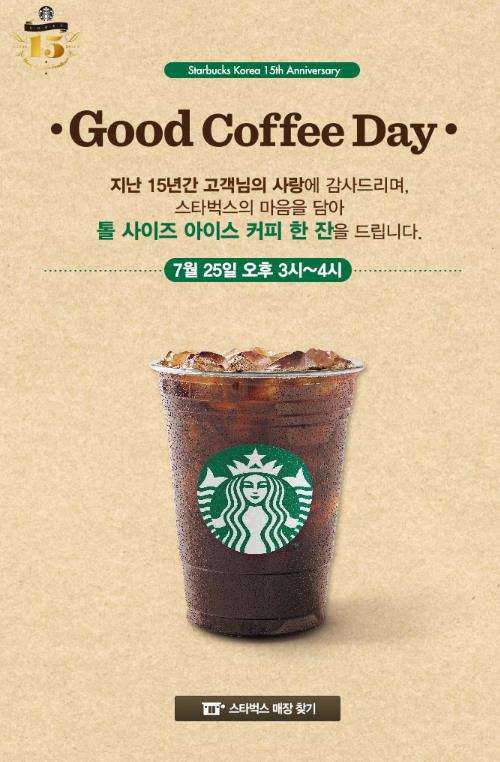 15
Starbucks Korea 15th Anniversary
•Good Coffee Day•
지난 15년간 고객님의 사랑에 감사드리며,
스타벅스의 마음을 담아
톨 사이즈 아이스 커피 한 잔을 드립니다.
7월 25일 오후 3시~4시
스타벅스 매장 찾기